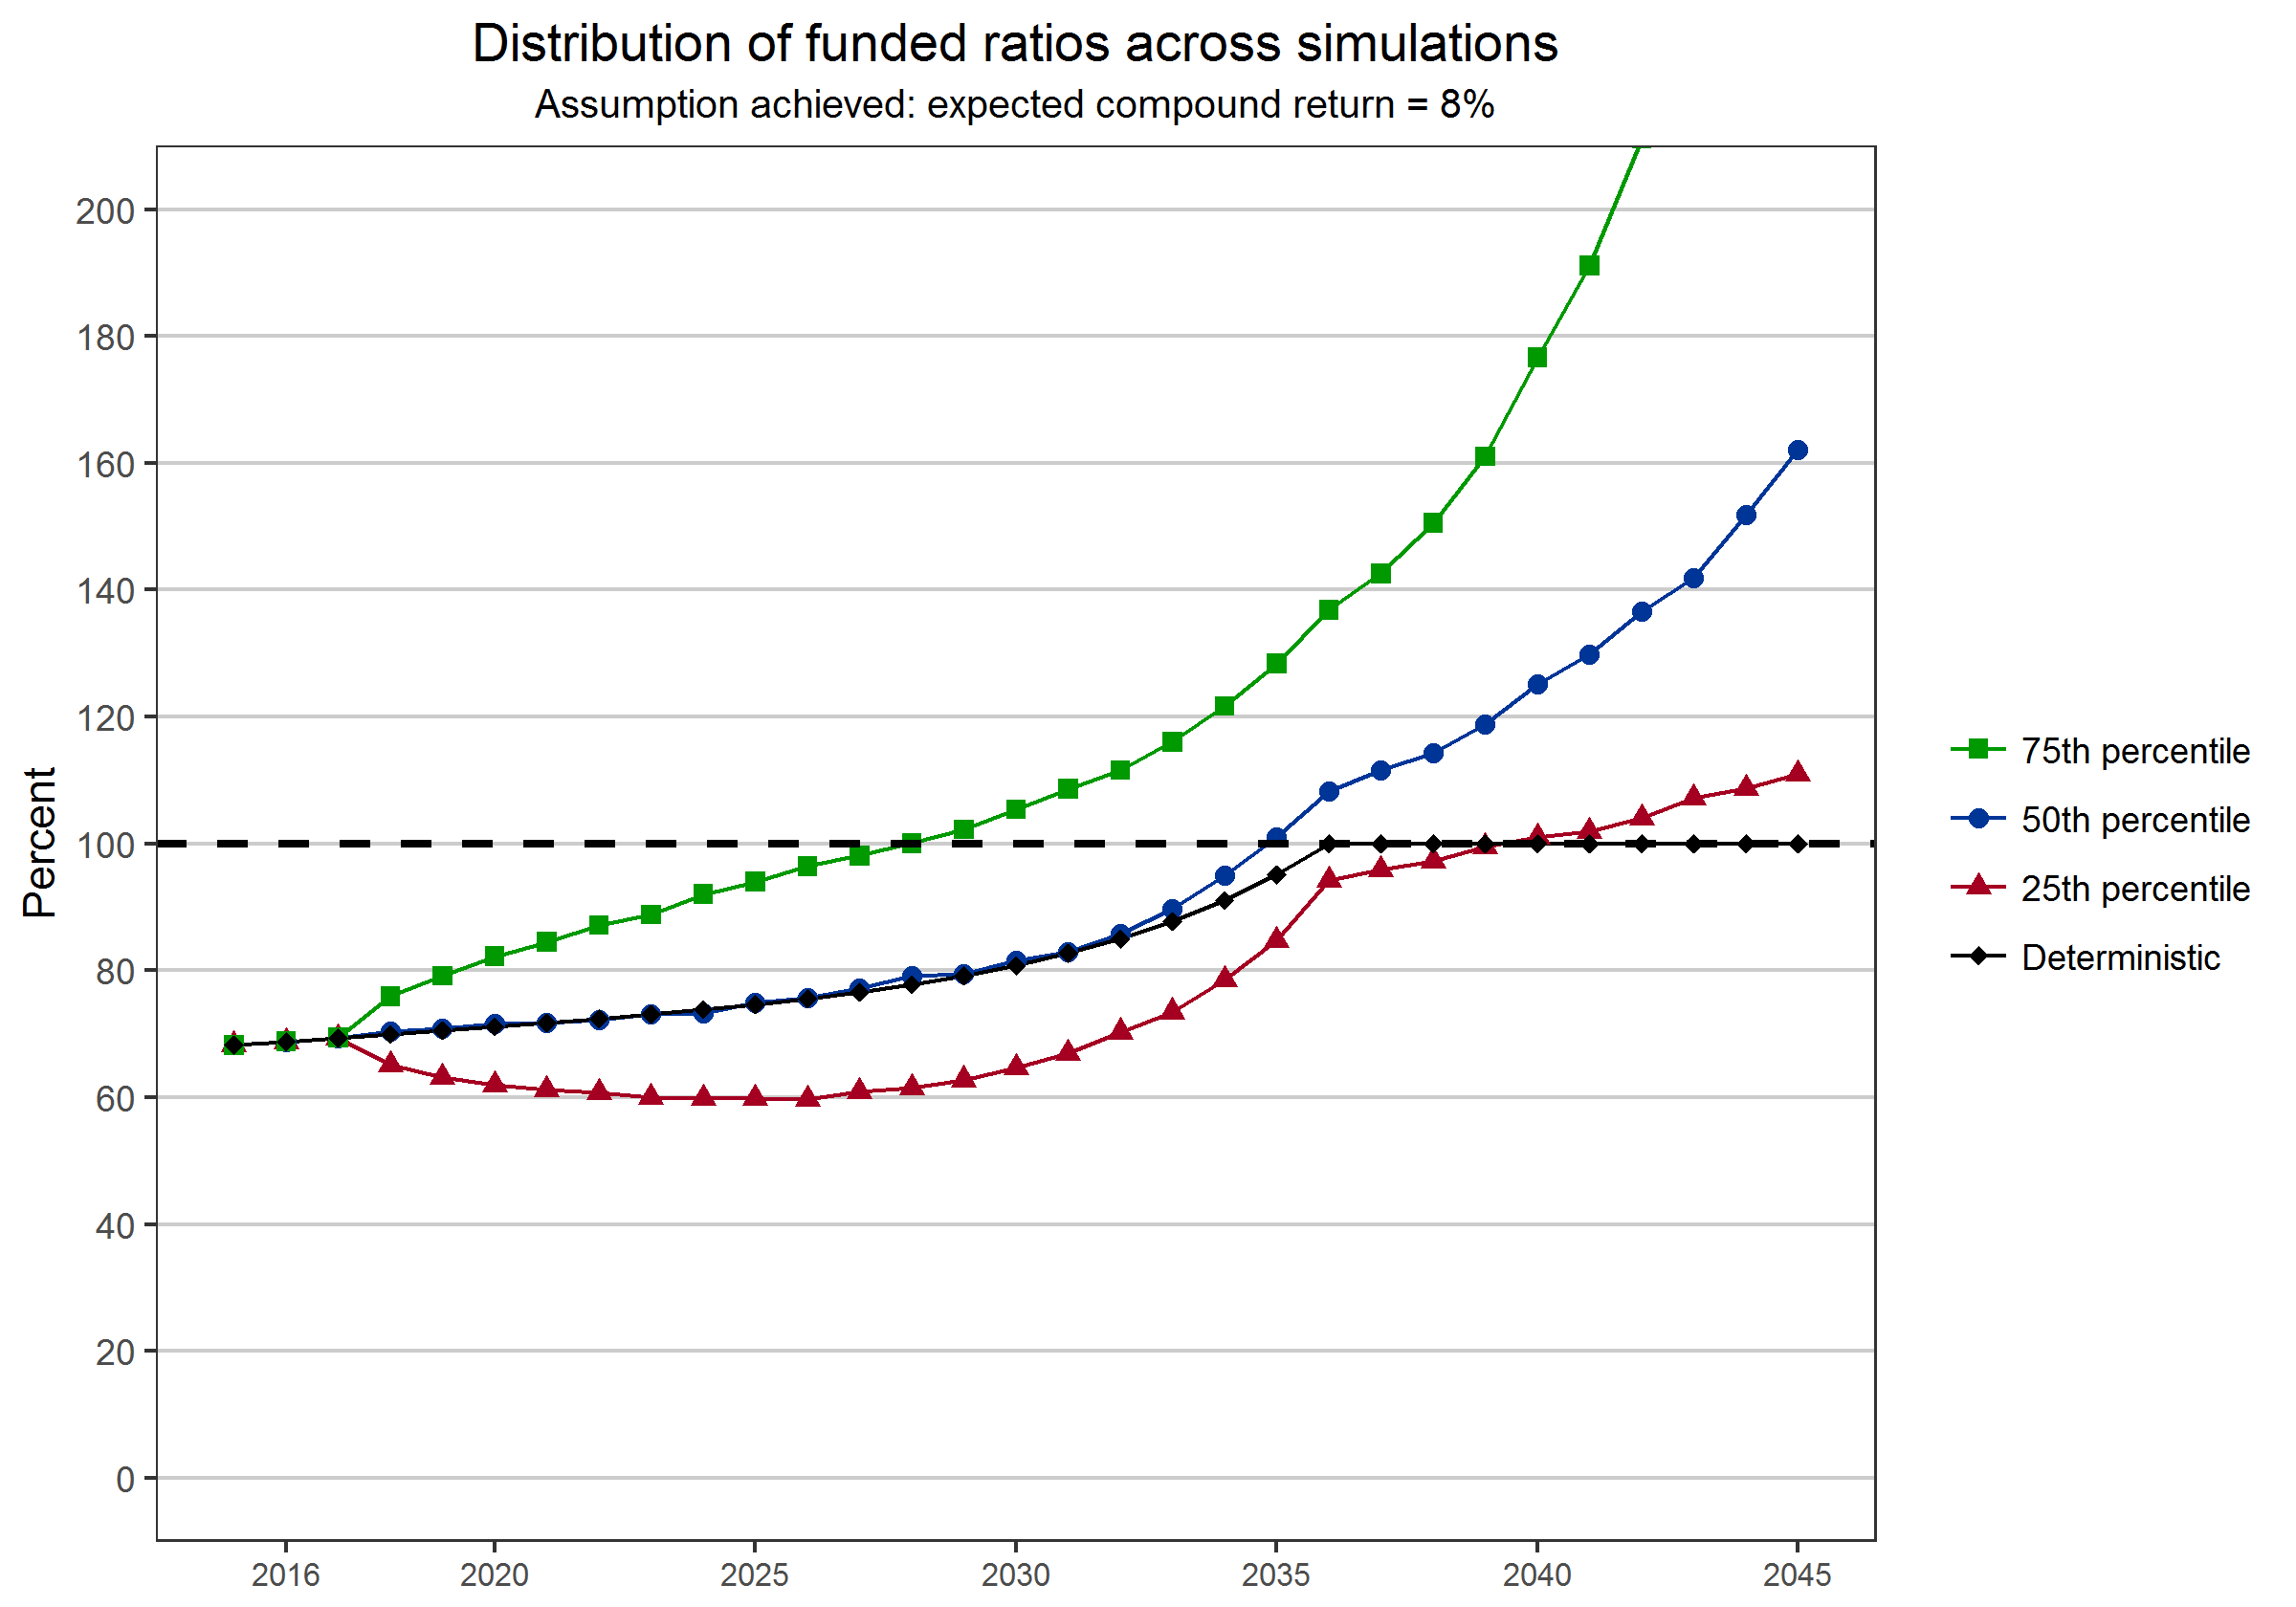 Distribution of funded ratios across simulations
Assumption achieved: expected compound return = 8%
Percent
200
180
160
140
120
100
80
60
40
20
0
2016 2020 2025 2030 2035 2040 2045
75th percentile
50th percentile
25th percentile
Deterministic